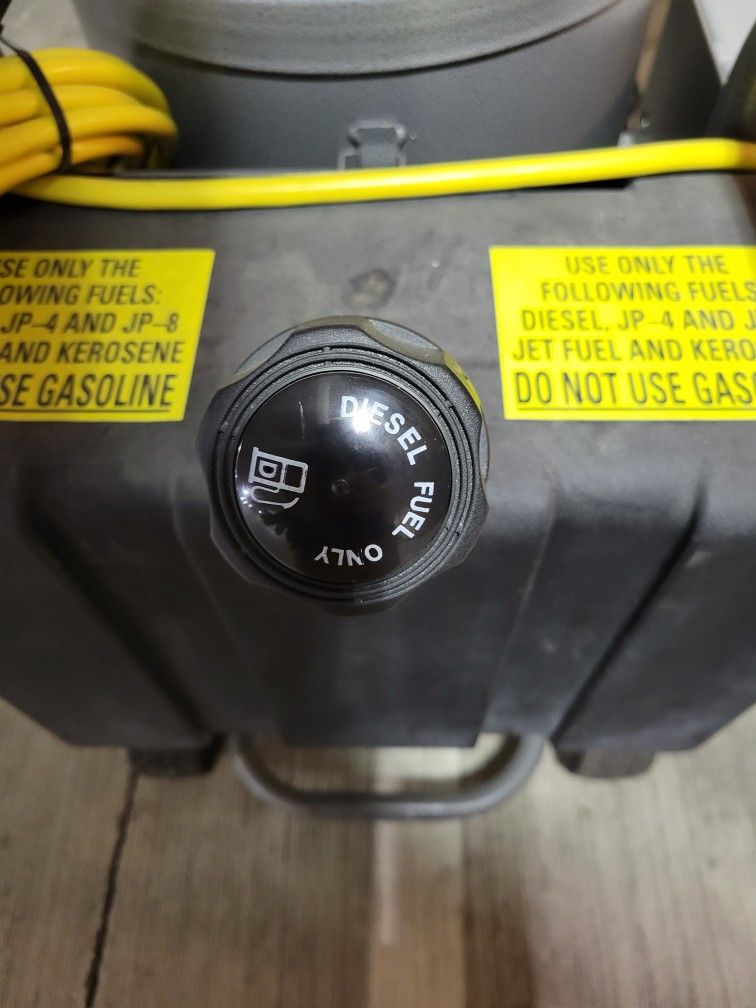 SE ONLY THE
OWING FUELS:
JP-4 AND JP-8
AND KEROSENE
SE GASOLINE
USE ONLY THE
FOLLOWING FUELS
DIESEL, JP-4 AND J
JET FUEL AND KERO
DO NOT USE GAS
DIESEL FUEL ONLY
D